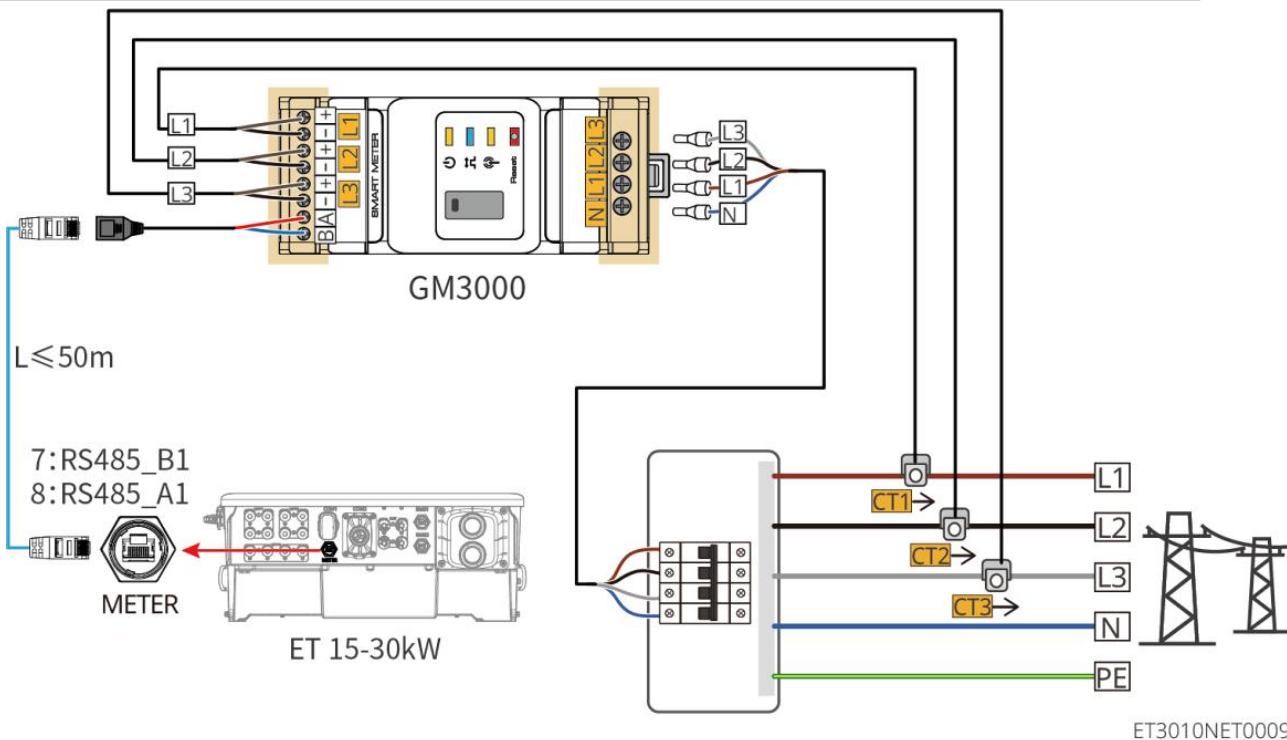 L1
L2
L3
+
-
+
-
+
-
A
B
L1
L2
L3
SMART METER
Reset
L3
L2
L1
N
L3
L2
L1
N
GM3000
L≤50m
7:RS485_B1
8:RS485_A1
METER
METER
ET 15-30kW
CT1→
CT2→
CT3→
L1
L2
L3
N
PE
ET3010NET0009